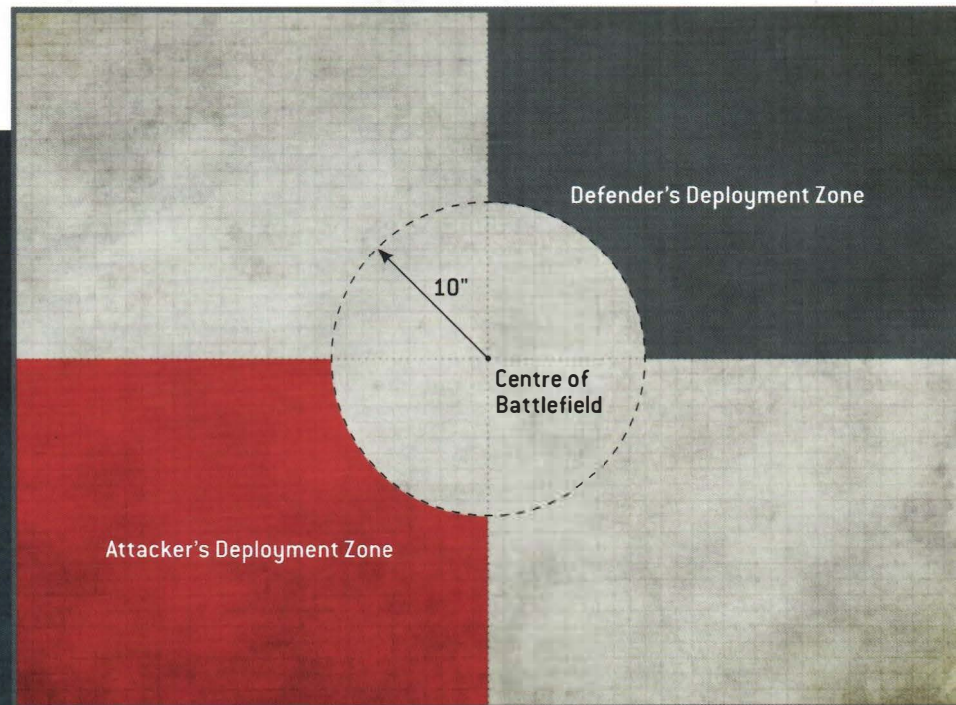 Defender's Deployment Zone
10"
Centre of
Battlefield
Attacker's Deployment Zone